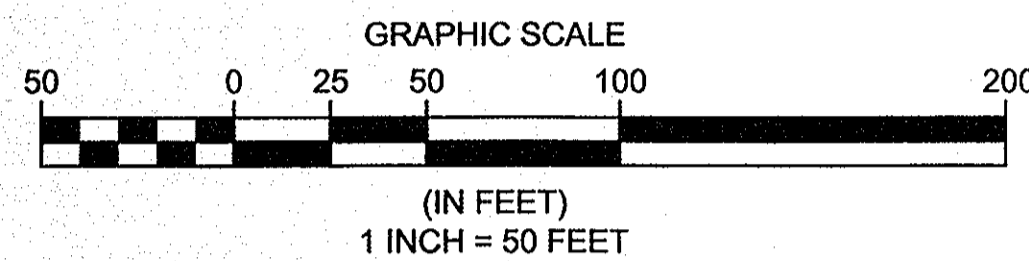 GRAPHIC SCALE
50 0 25 50 100 200
(IN FEET)
1 INCH = 50 FEET